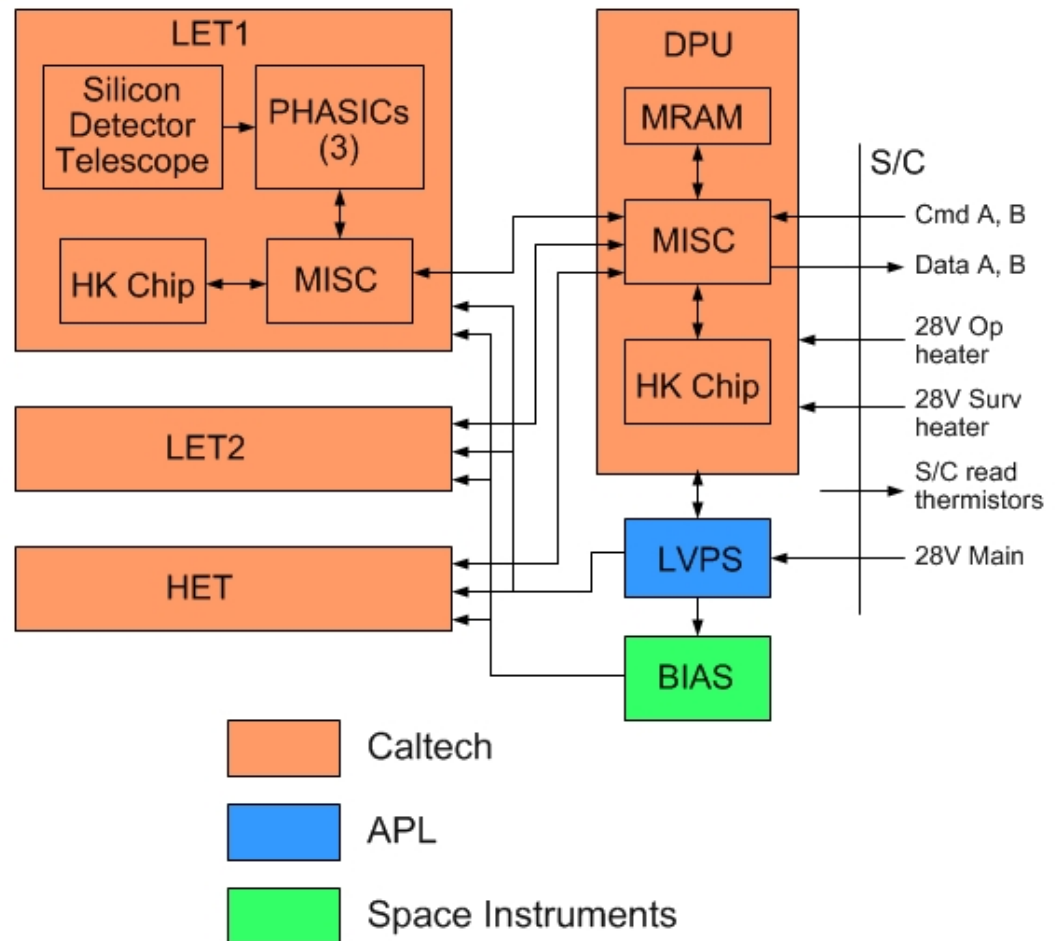 LET1
Silicon
Detector
Telescope
PHASICs
(3)
HK Chip
MISC
LET2
HET
DPU
MRAM
MISC
HK Chip
LVPS
BIAS
S/C
Cmd A, B
Data A, B
28V Op
heater
28V Surv
heater
S/C read
thermistors
28V Main
Caltech
APL
Space Instruments